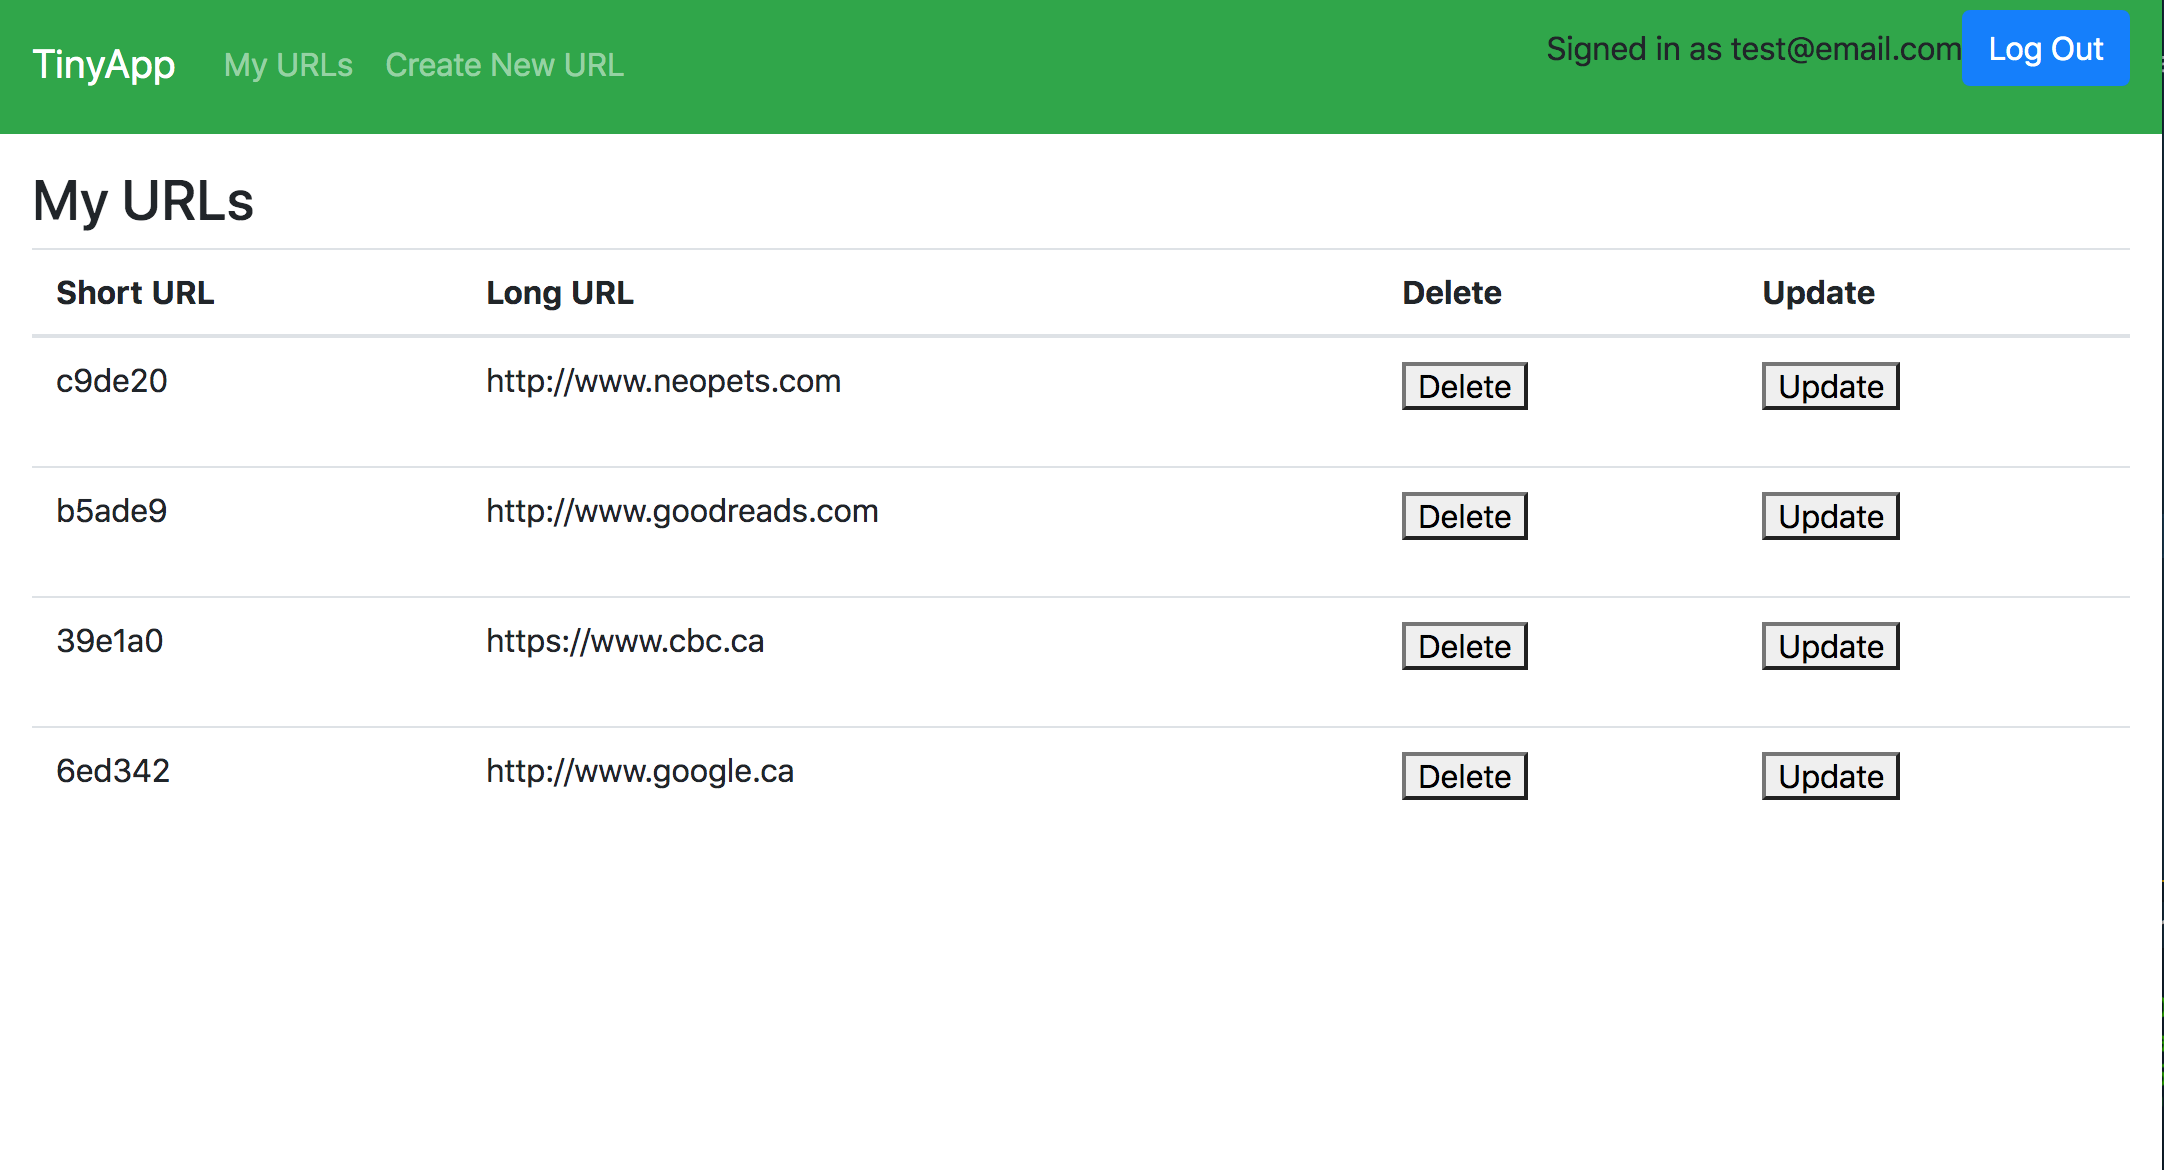 TinyApp My URLs Create New URL Signed in as test@email.com Log Out
My URLs
Short URL Long URL Delete Update
c9de20 http://www.neopets.com Delete Update
b5ade9 http://www.goodreads.com Delete Update
39e1a0 https://www.cbc.ca Delete Update
6ed342 http://www.google.ca Delete Update